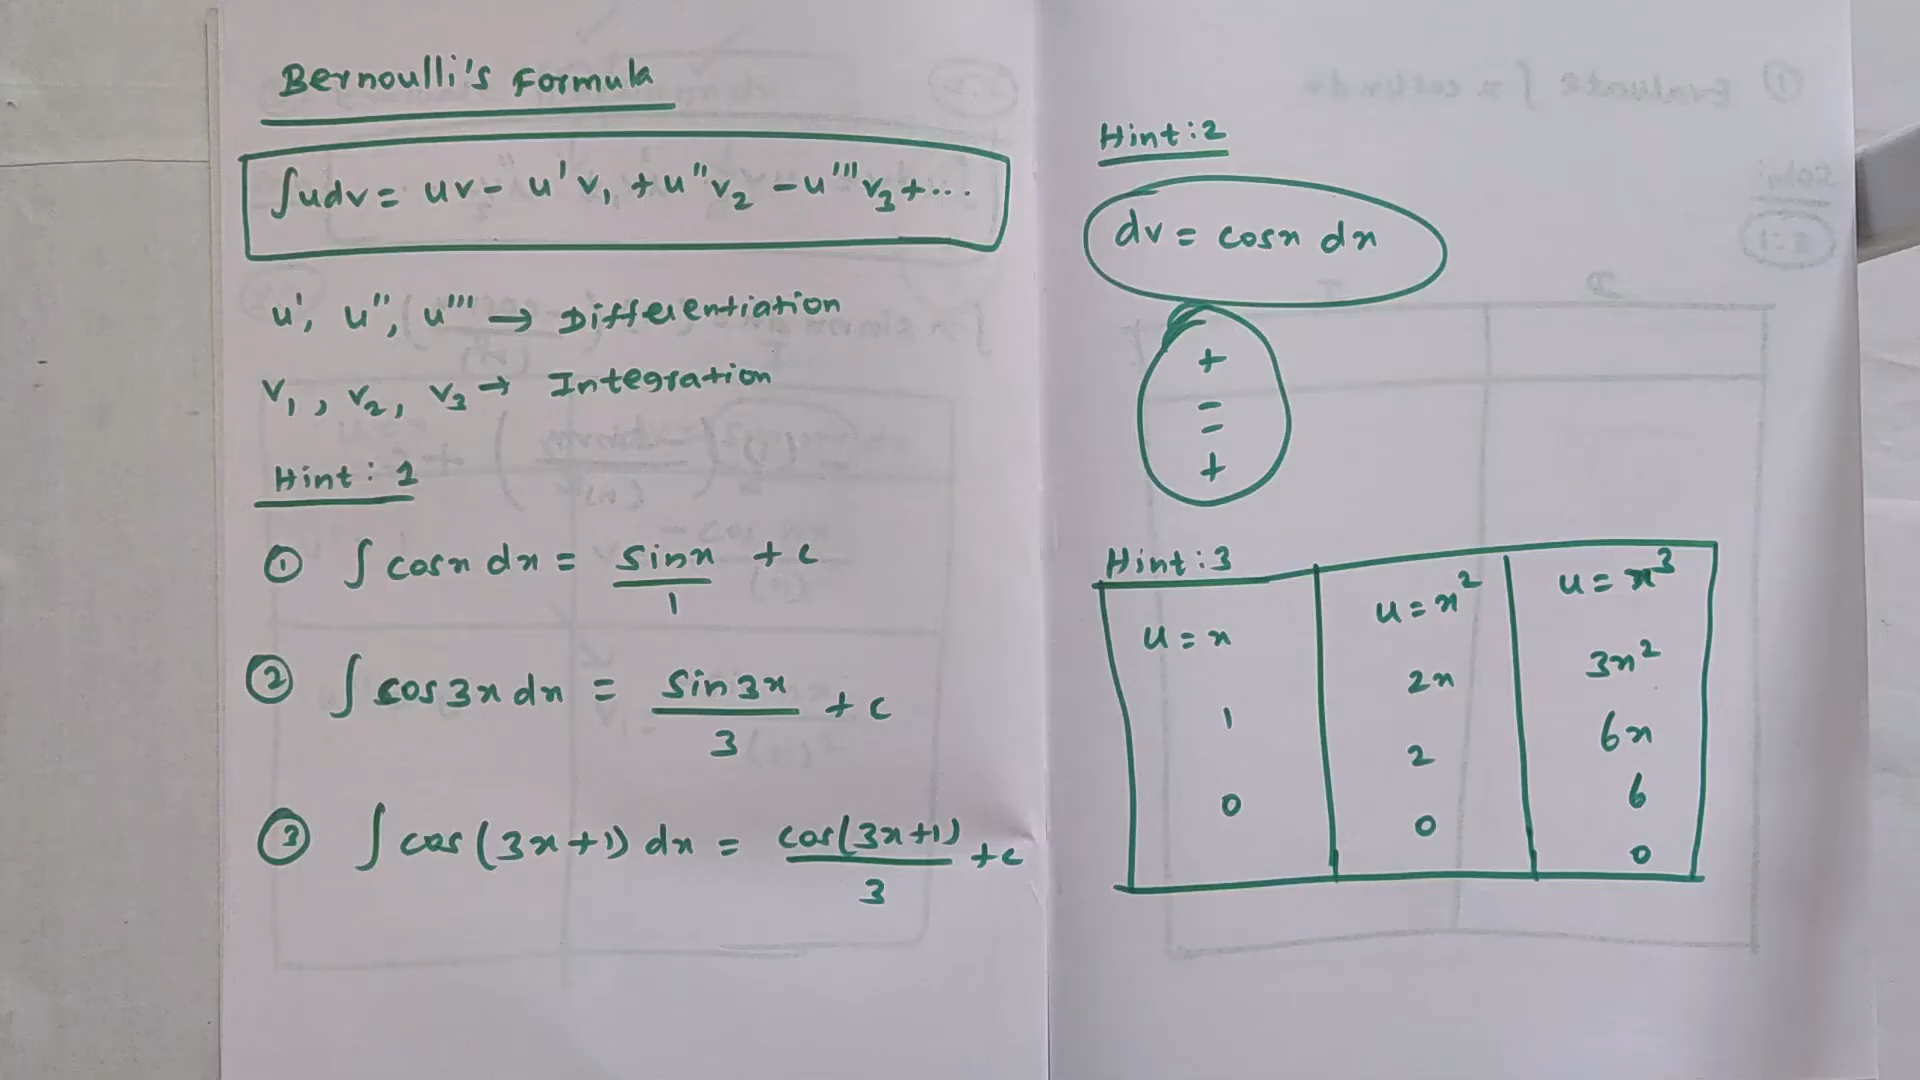 Bernoulli's Formula
∫udv = uv - u'v₁ + u''v₂ - u'''v₃ + ...
u', u'', u''' → Differentiation
v₁, v₂, v₃ → Integration
Hint: 1
① ∫ cosx dx = sinx/1 + c
② ∫ cos3x dx = sin3x/3 + c
③ ∫ cos(3x+1) dx = cos(3x+1)/3 + c
Hint: 2
dv = cosx dx
+
-
-
+
Hint: 3
u = x
1
0
u = x²
2x
2
0
u = x³
3x²
6x
6
0